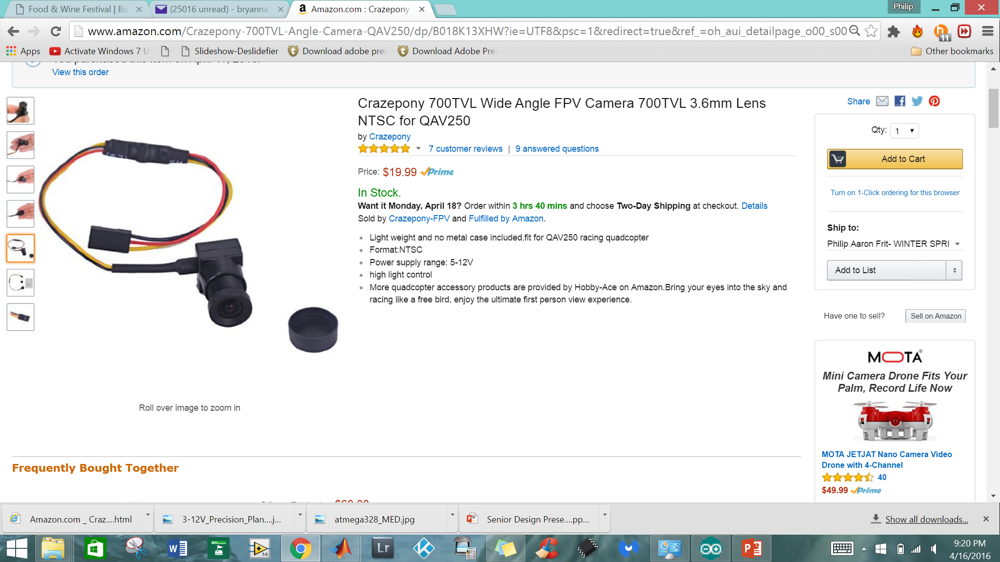 Food & Wine Festival | Bu
(25016 unread) - bryanna
Amazon.com : Crazepony
Philip
www.amazon.com/Crazepony-700TVL-Angle-Camera-QAV250/dp/B018K13XHW?ie=UTF8&psc=1&redirect=true&ref_=oh_aui_detailpage_o00_s00
11
Apps
Activate Windows 7 U
Slideshow-Deslidefier
Download adobe prer
Download Adobe Prer
Other bookmarks
View this order
Crazepony 700TVL Wide Angle FPV Camera 700TVL 3.6mm Lens
NTSC for QAV250
by Crazepony
7 customer reviews | 9 answered questions
Price: $19.99 Prime
In Stock.
Want it Monday, April 18? Order within 3 hrs 40 mins and choose Two-Day Shipping at checkout. Details
Sold by Crazepony-FPV and Fulfilled by Amazon.
Light weight and no metal case included,fit for QAV250 racing quadcopter
Format:NTSC
Power supply range: 5-12V
high light control
More quadcopter accessory products are provided by Hobby-Ace on Amazon.Bring your eyes into the sky and
racing like a free bird, enjoy the ultimate first person view experience.
Roll over image to zoom in
Share
Qty: 1
Add to Cart
Turn on 1-Click ordering for this browser
Ship to:
Philip Aaron Frit- WINTER SPRI
Add to List
Have one to sell? Sell on Amazon
MOTA®
Mini Camera Drone Fits Your
Palm, Record Life Now
MOTA JETJAT Nano Camera Video
Drone with 4-Channel
40
$49.99 Prime
Frequently Bought Together
Amazon.com _ Craz....html
3-12V_Precision_Plan....j...
atmega328_MED.jpg
Senior Design Prese....pp...
Show all downloads...
14
Lr
9:20 PM
4/16/2016